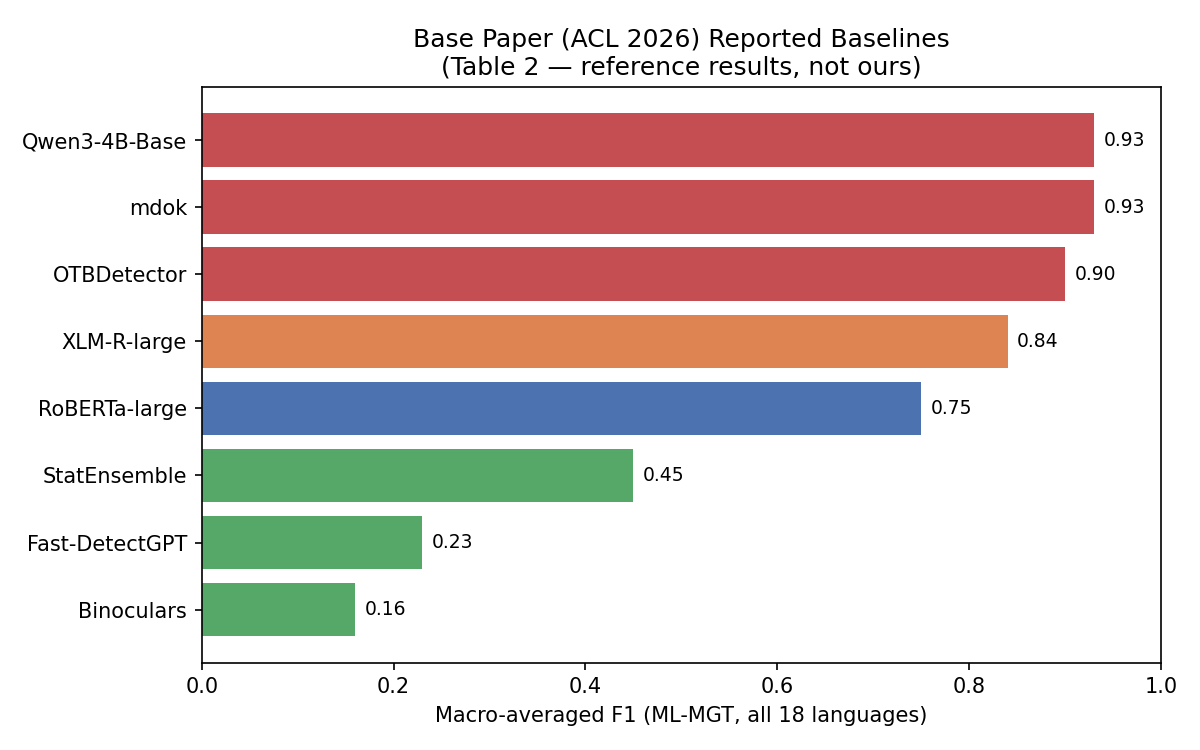 Base Paper (ACL 2026) Reported Baselines
(Table 2 — reference results, not ours)
Qwen3-4B-Base 0.93
mdok 0.93
OTBDetector 0.90
XLM-R-large 0.84
RoBERTa-large 0.75
StatEnsemble 0.45
Fast-DetectGPT 0.23
Binoculars 0.16
0.0 0.2 0.4 0.6 0.8 1.0
Macro-averaged F1 (ML-MGT, all 18 languages)